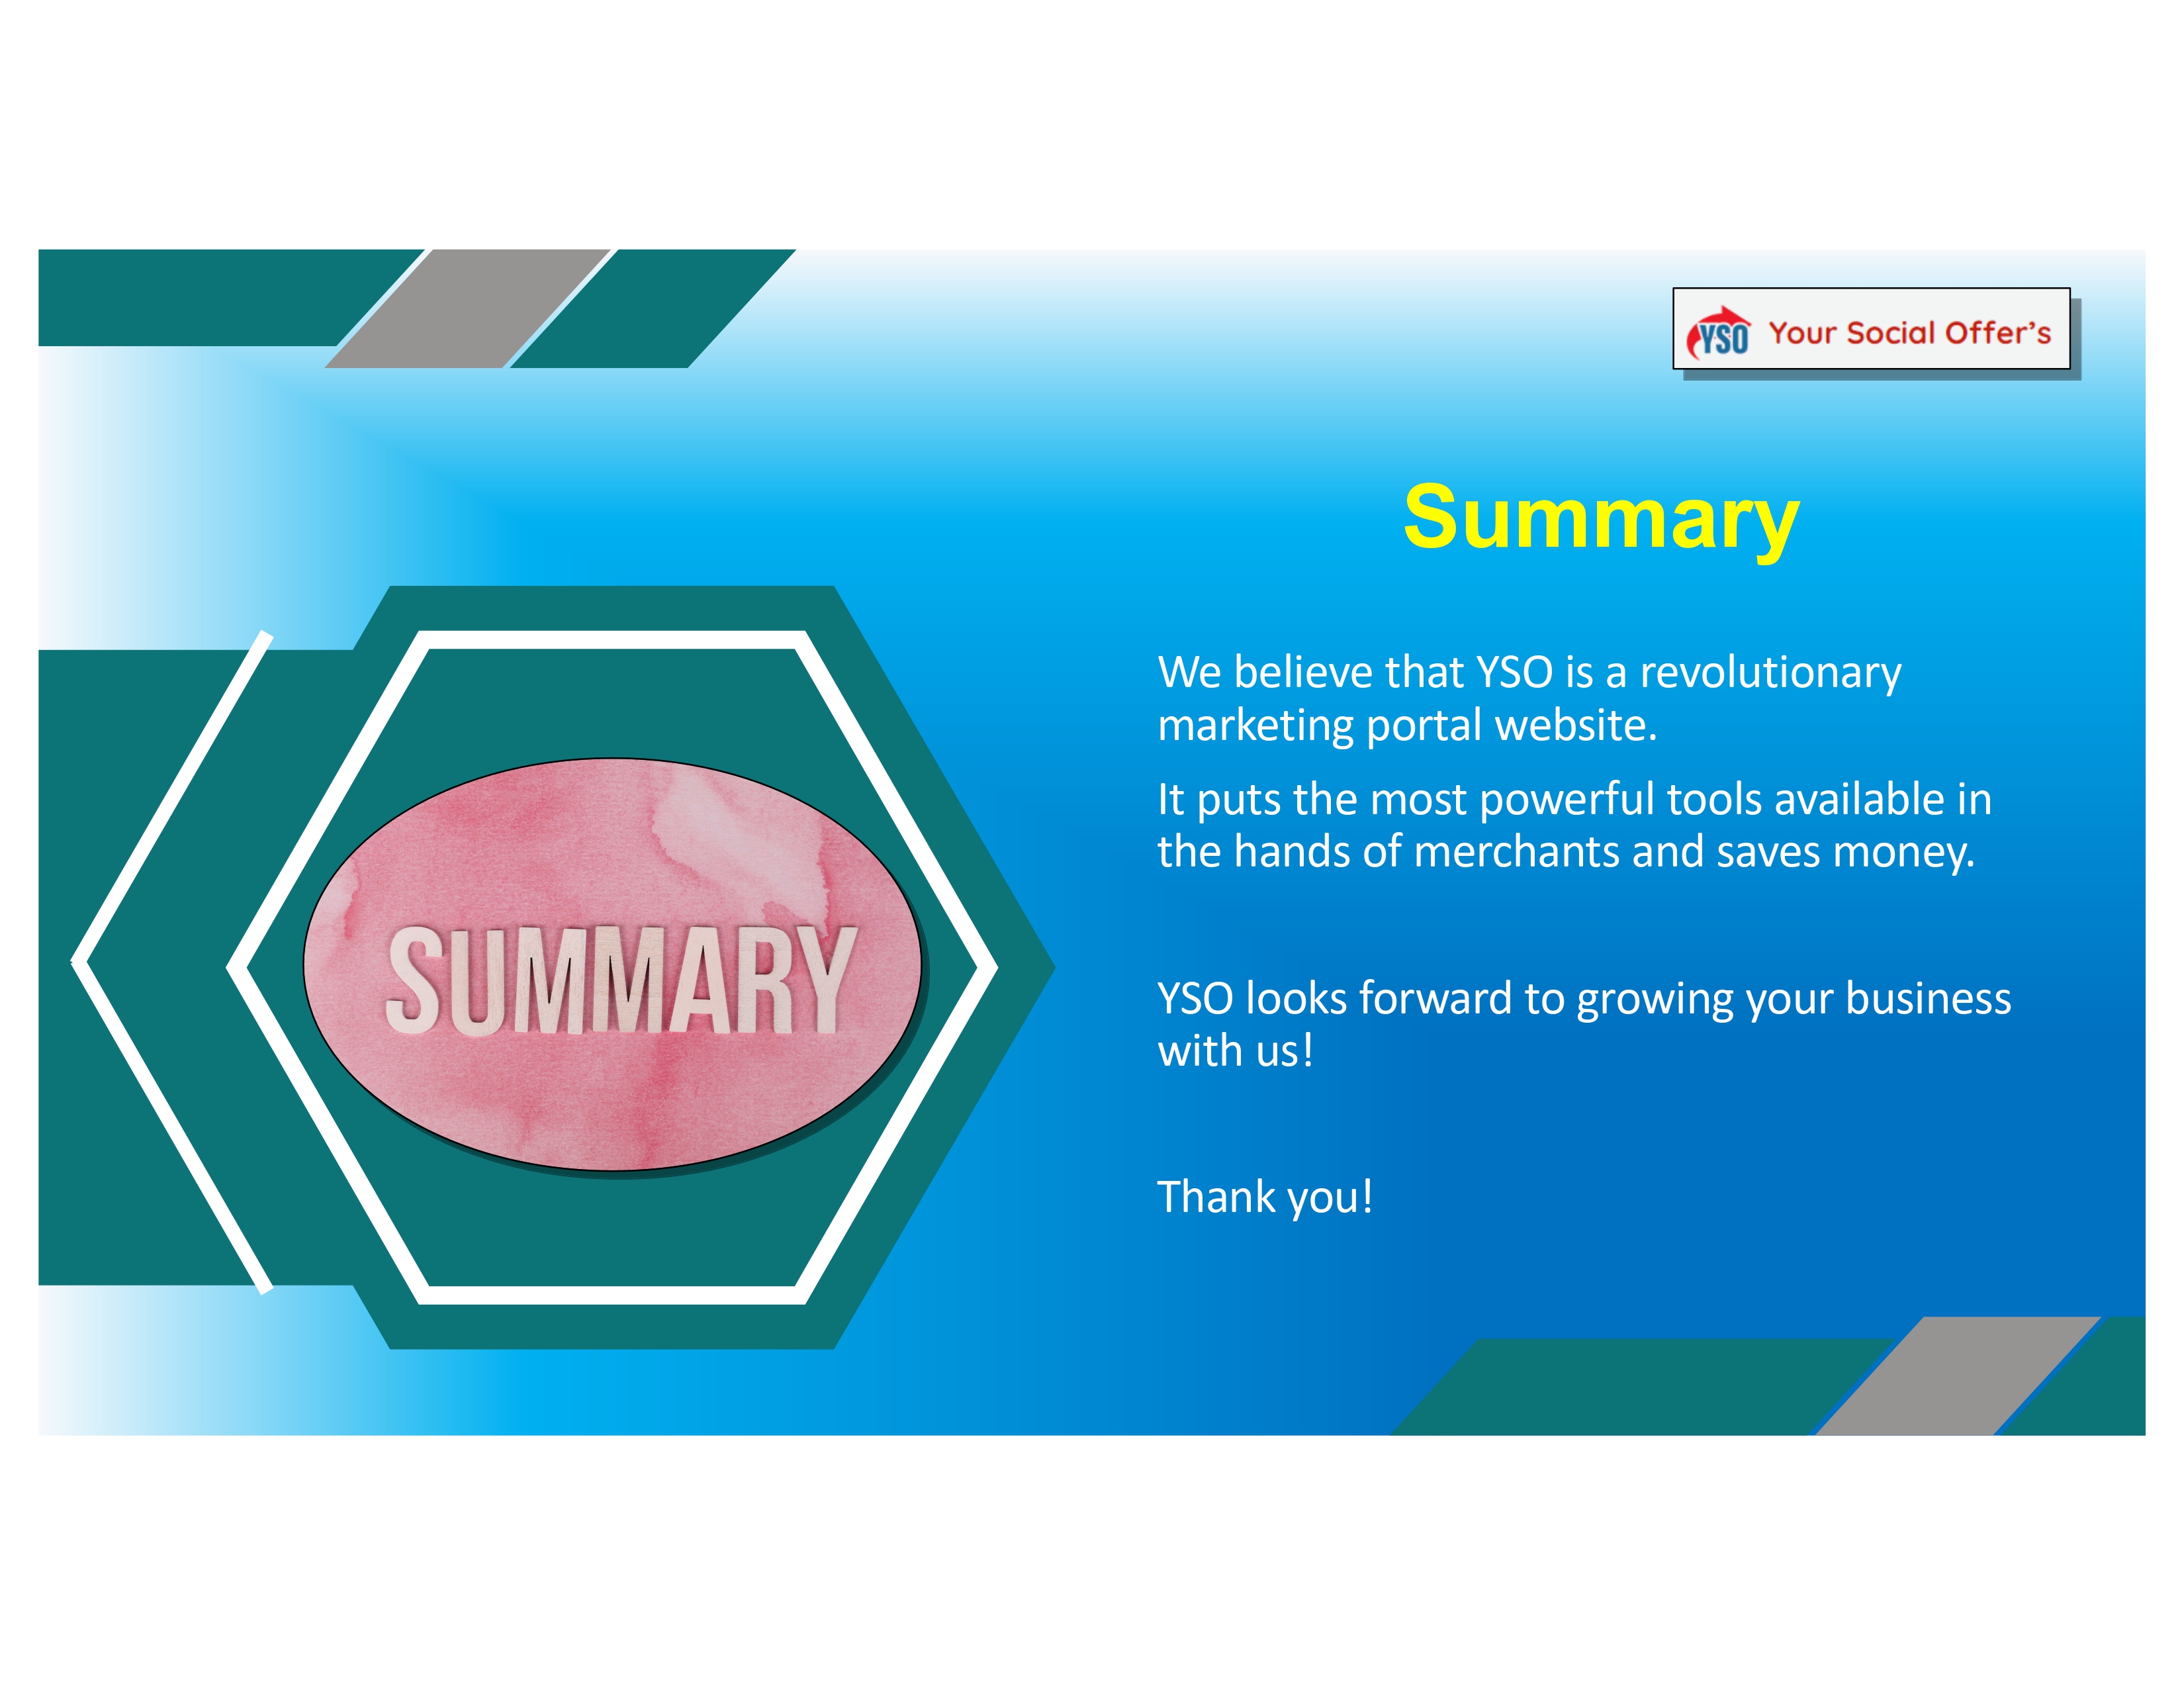 YSO Your Social Offer’s
Summary
SUMMARY
We believe that YSO is a revolutionary
marketing portal website.
It puts the most powerful tools available in
the hands of merchants and saves money.
YSO looks forward to growing your business
with us!
Thank you!